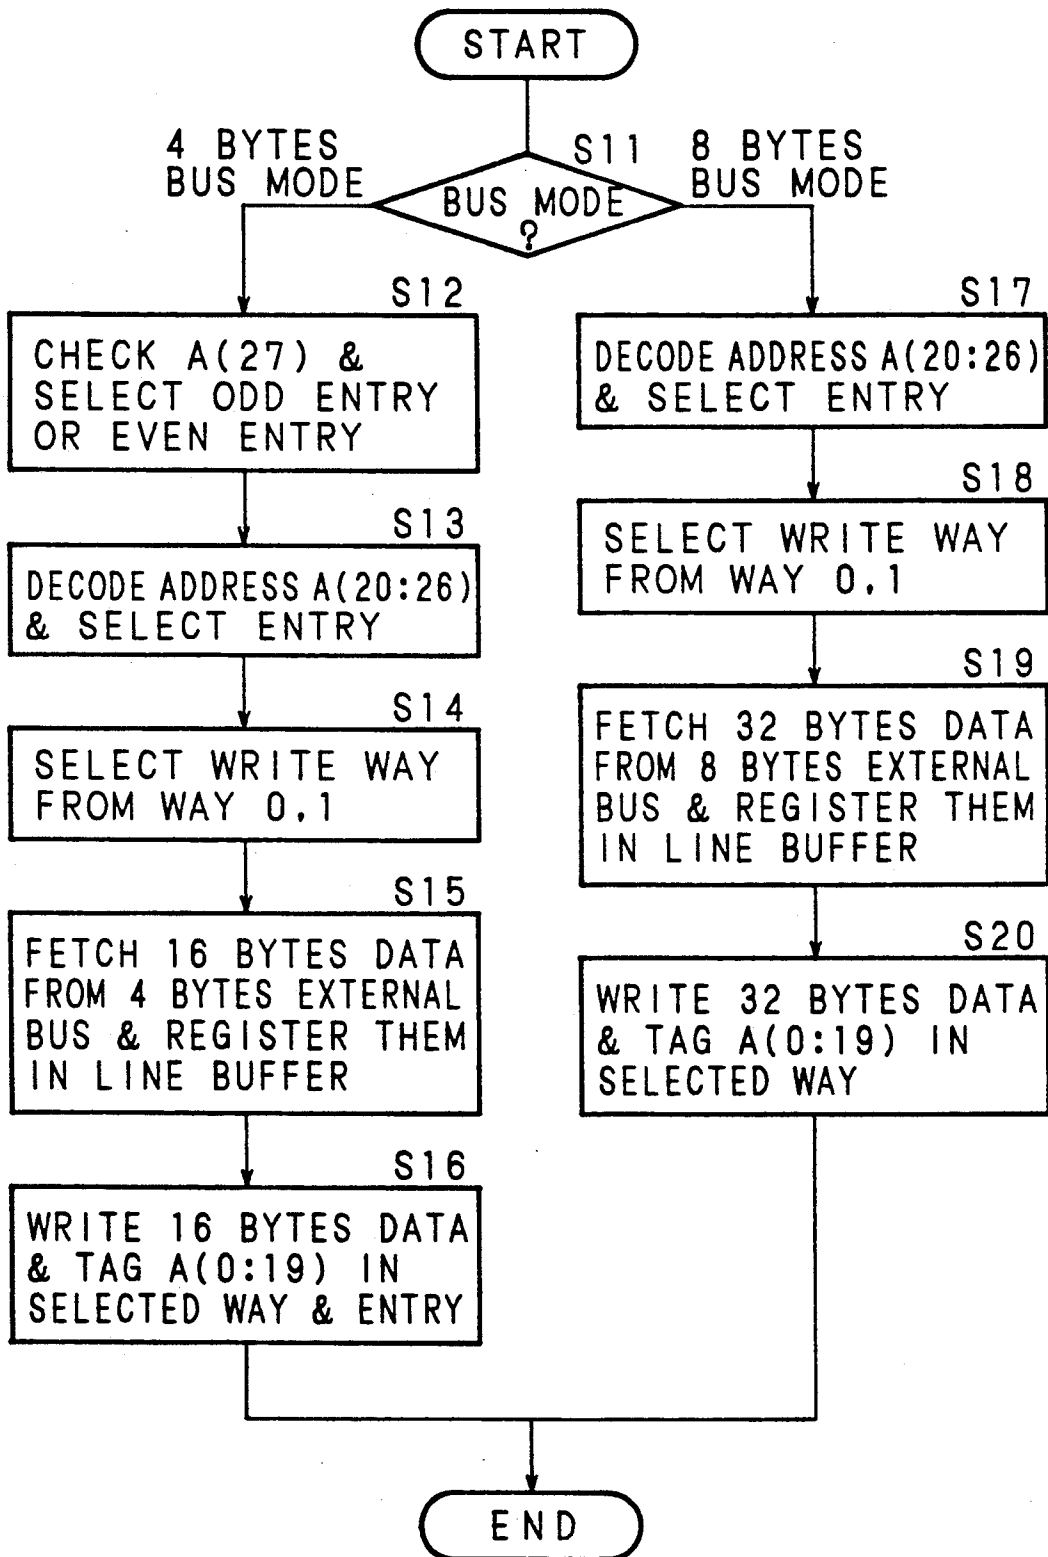 START
4 BYTES
BUS MODE
S11
8 BYTES
BUS MODE
BUS MODE
?
S12
CHECK A(27) &
SELECT ODD ENTRY
OR EVEN ENTRY
S13
DECODE ADDRESS A(20:26)
& SELECT ENTRY
S14
SELECT WRITE WAY
FROM WAY 0.1
S15
FETCH 16 BYTES DATA
FROM 4 BYTES EXTERNAL
BUS & REGISTER THEM
IN LINE BUFFER
S16
WRITE 16 BYTES DATA
& TAG A(0:19) IN
SELECTED WAY & ENTRY
S17
DECODE ADDRESS A(20:26)
& SELECT ENTRY
S18
SELECT WRITE WAY
FROM WAY 0.1
S19
FETCH 32 BYTES DATA
FROM 8 BYTES EXTERNAL
BUS & REGISTER THEM
IN LINE BUFFER
S20
WRITE 32 BYTES DATA
& TAG A(0:19) IN
SELECTED WAY
END